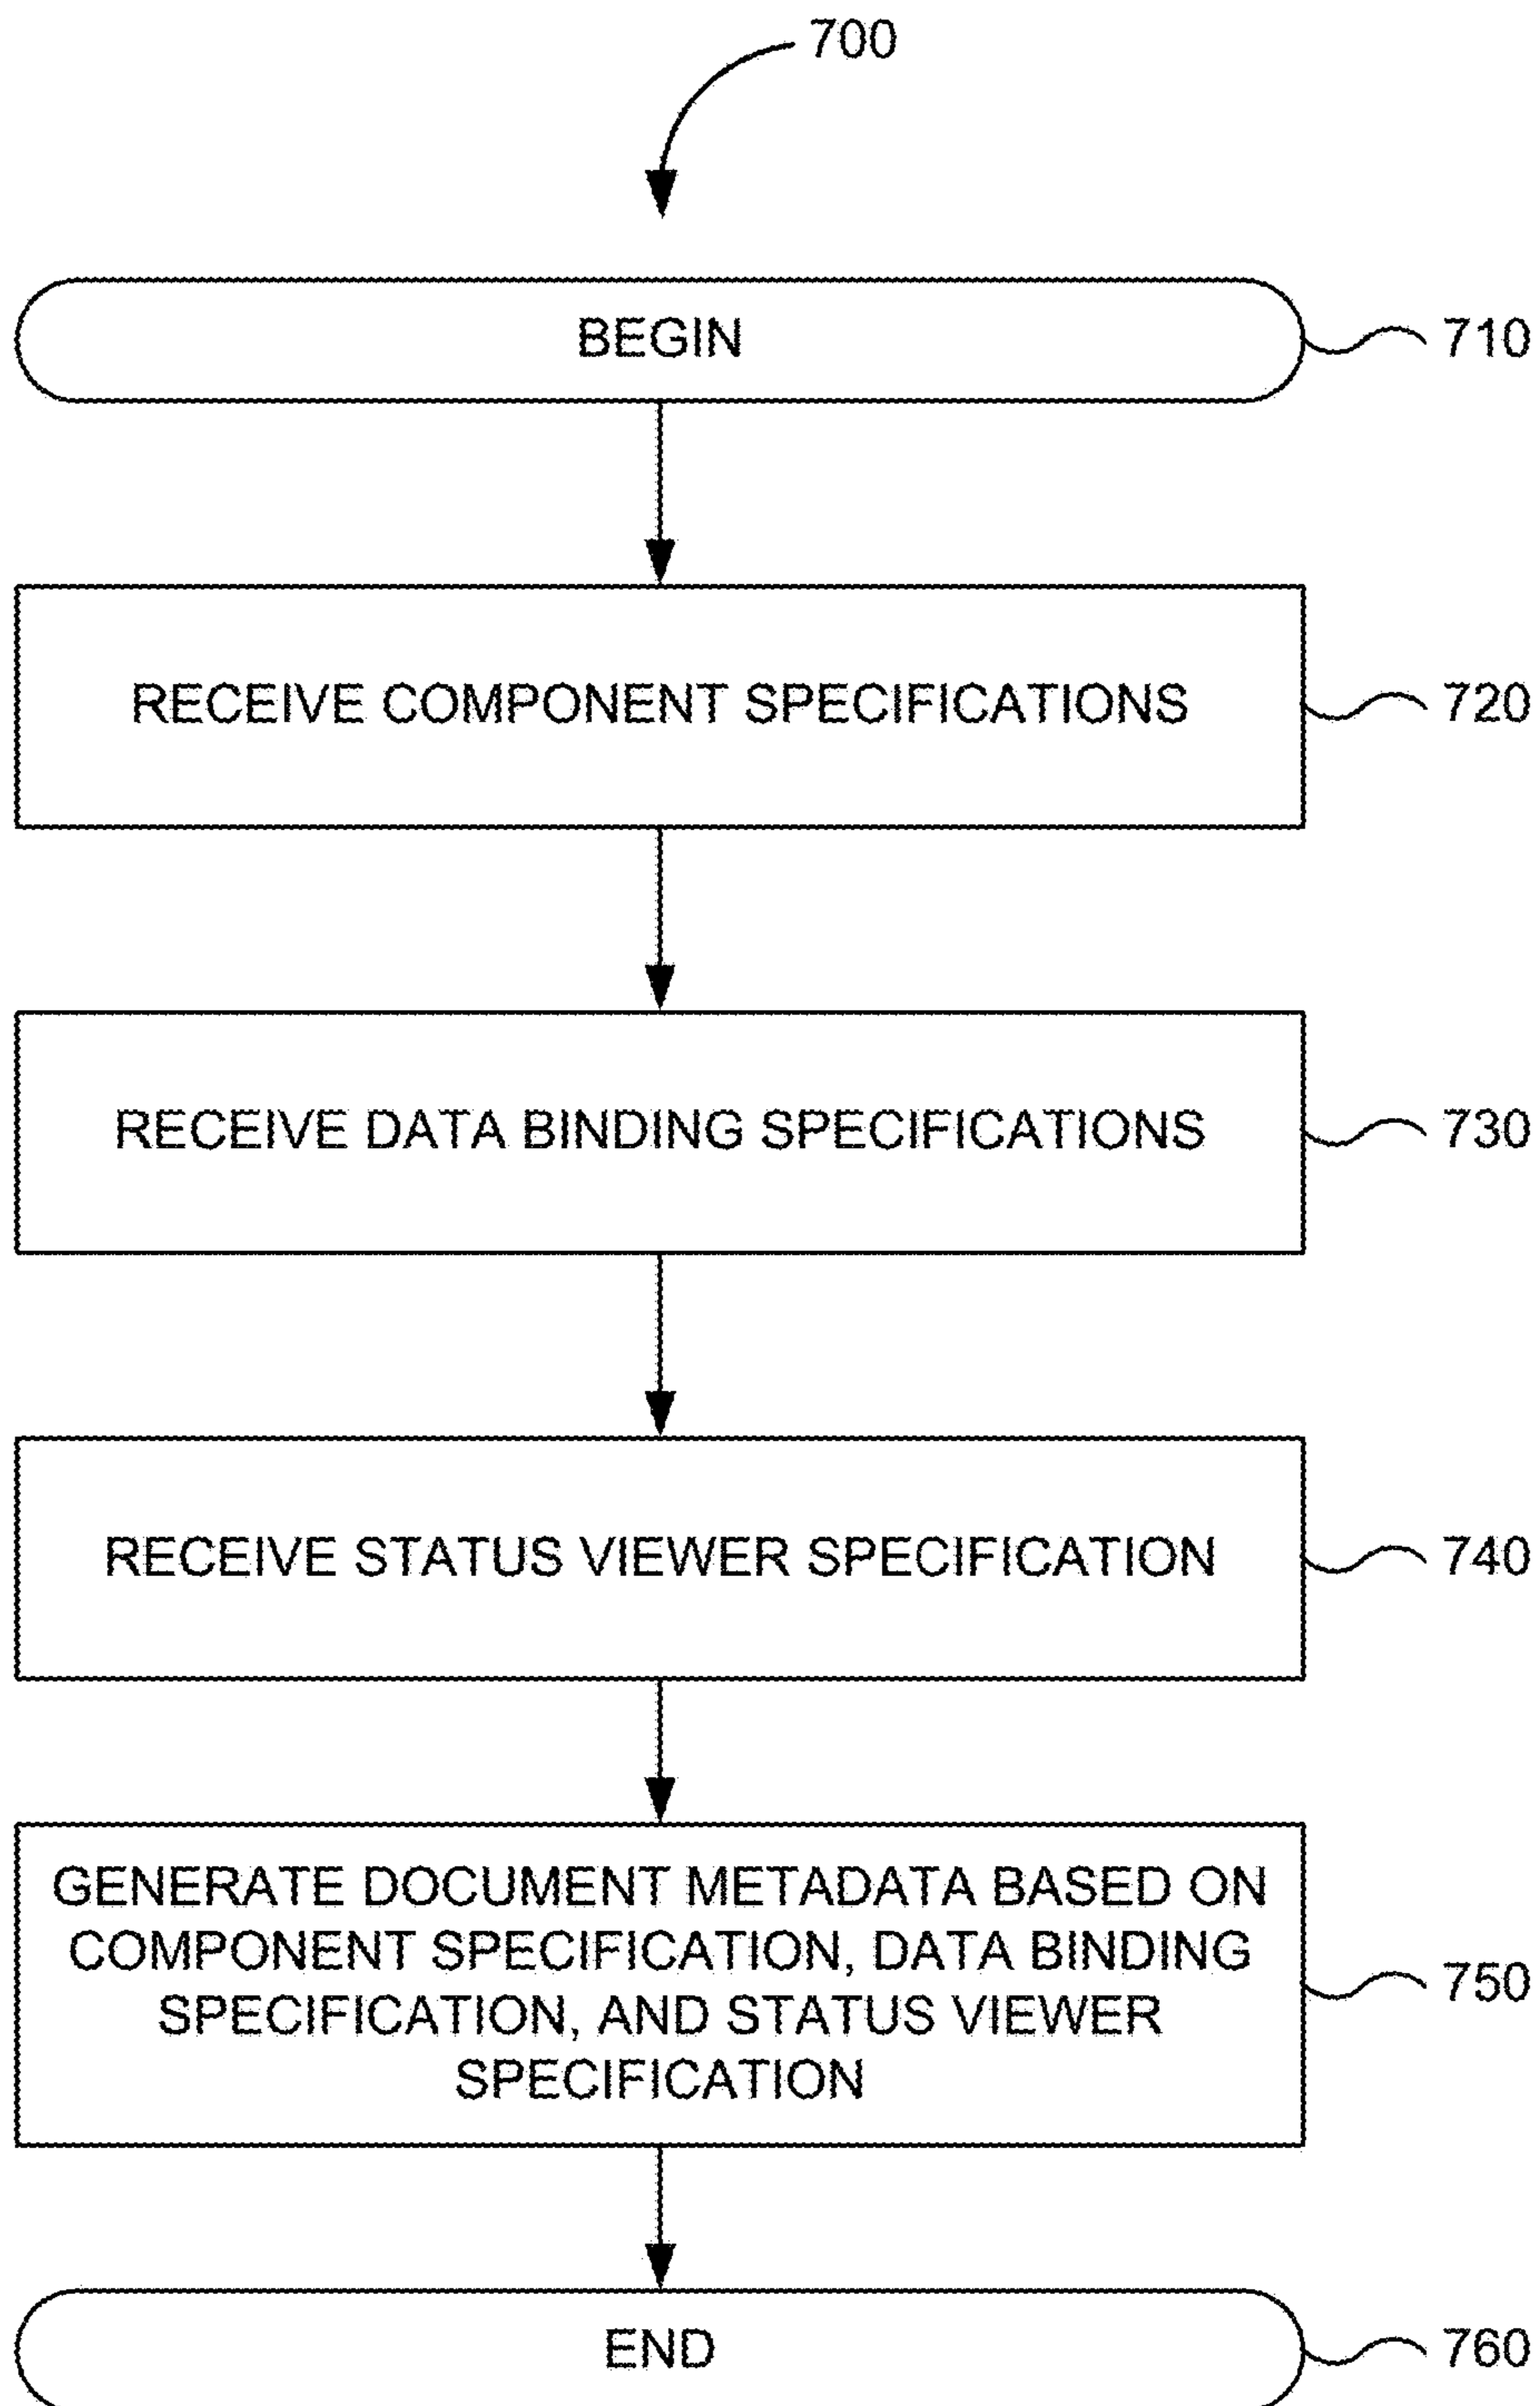 700
BEGIN
710
RECEIVE COMPONENT SPECIFICATIONS
720
RECEIVE DATA BINDING SPECIFICATIONS
730
RECEIVE STATUS VIEWER SPECIFICATION
740
GENERATE DOCUMENT METADATA BASED ON
COMPONENT SPECIFICATION, DATA BINDING
SPECIFICATION, AND STATUS VIEWER
SPECIFICATION
750
END
760